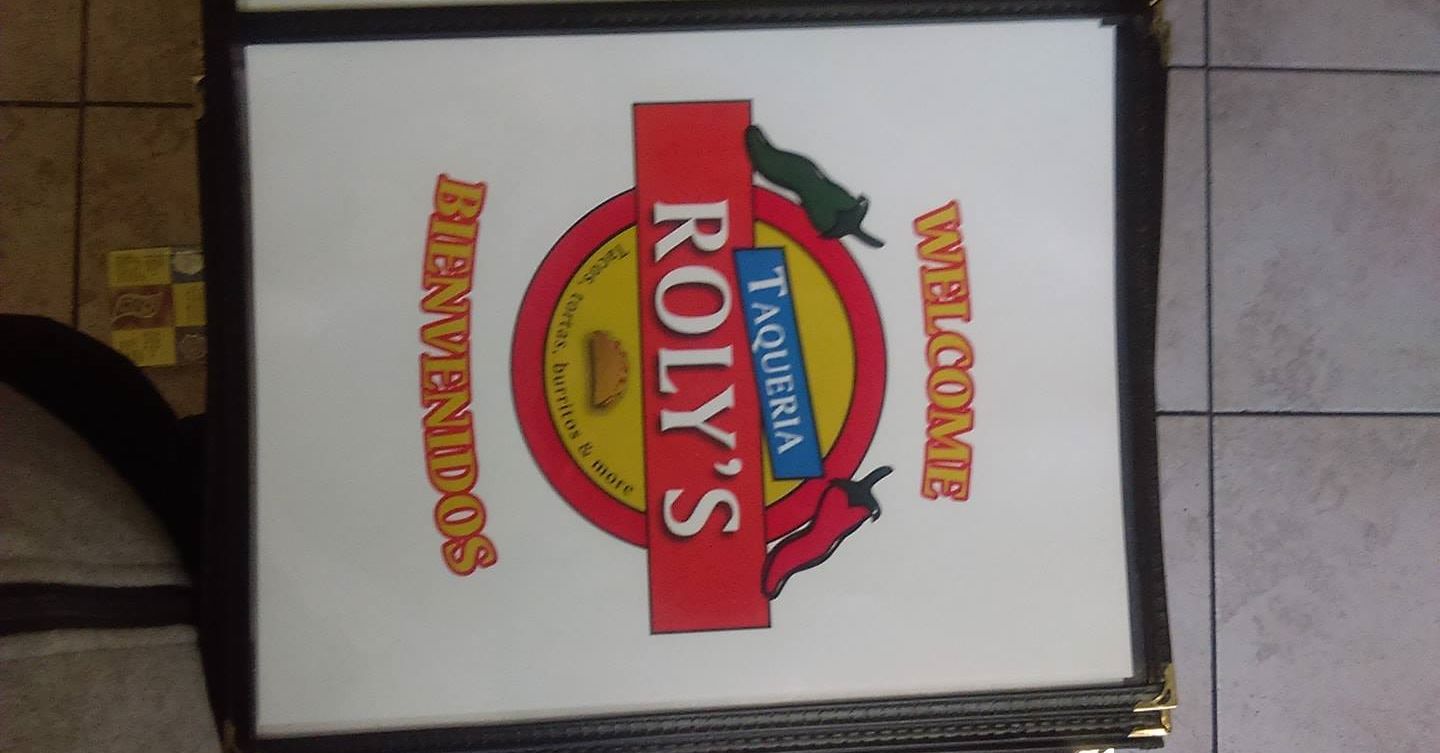 WELCOME
TAQUERIA
ROLY'S
Tacos, tortas, burritos & more
BIENVENIDOS